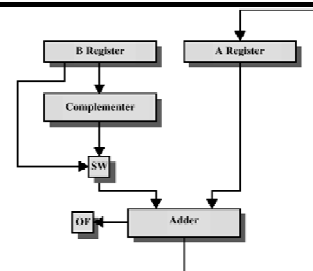 B Register
A Register
Complementer
SW
OF
Adder